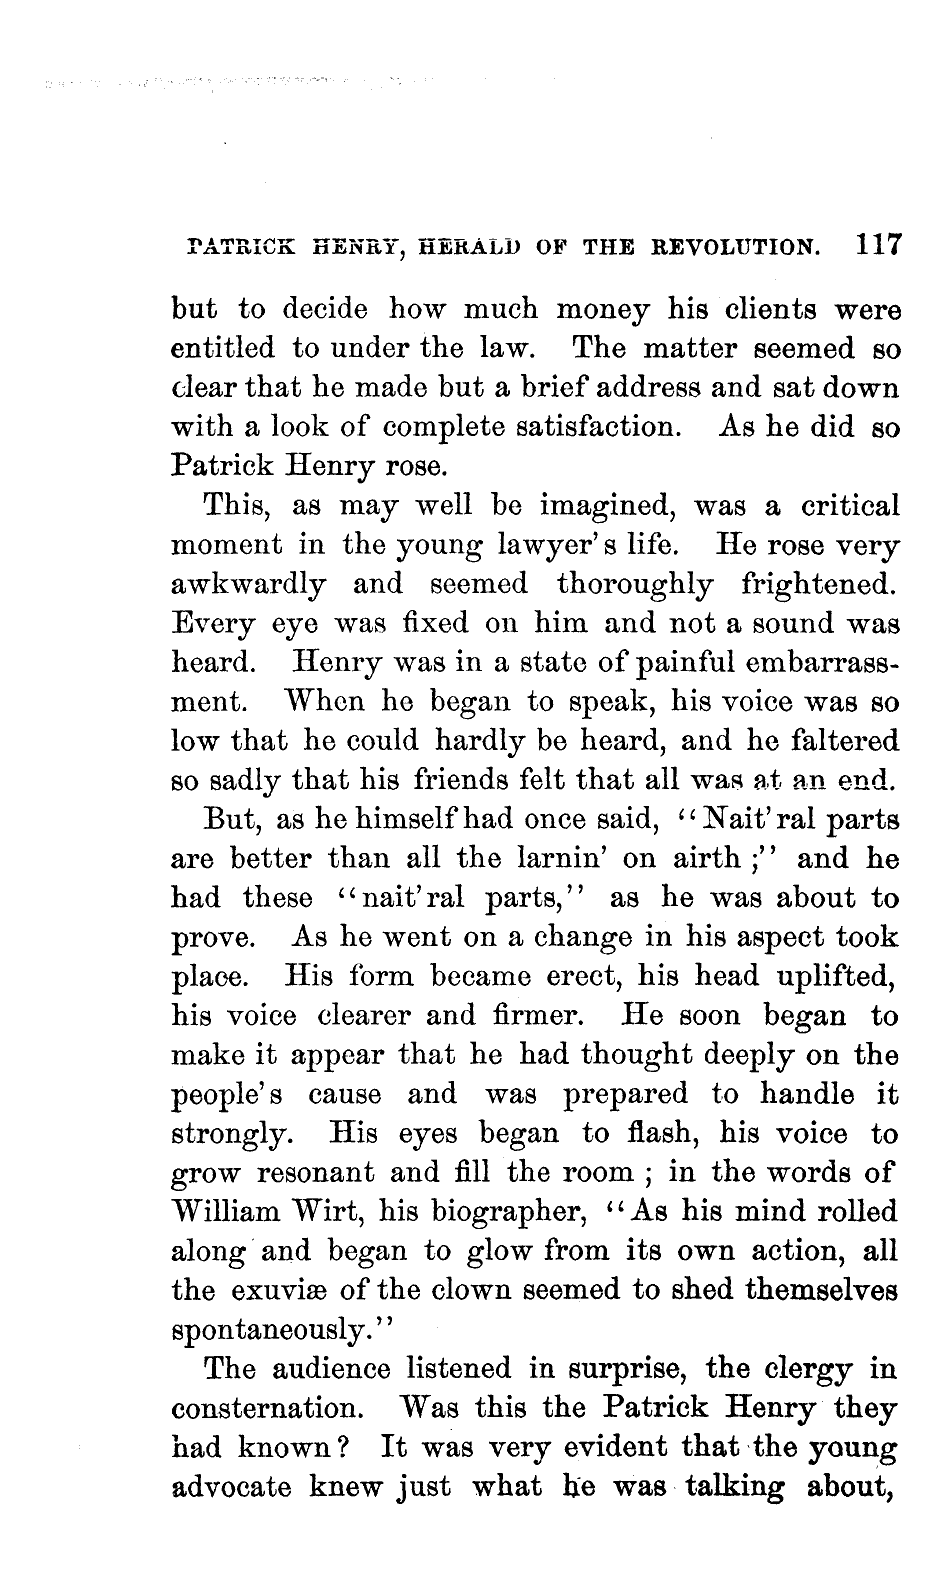 PATRICK HENRY, HERALD OF THE REVOLUTION. 117
but to decide how much money his clients were
entitled to under the law. The matter seemed so
clear that he made but a brief address and sat down
with a look of complete satisfaction. As he did so
Patrick Henry rose.
This, as may well be imagined, was a critical
moment in the young lawyer's life. He rose very
awkwardly and seemed thoroughly frightened.
Every eye was fixed on him and not a sound was
heard. Henry was in a state of painful embarrass-
ment. When he began to speak, his voice was so
low that he could hardly be heard, and he faltered
so sadly that his friends felt that all was at an end.
But, as he himself had once said, "Nait'ral parts
are better than all the larnin' on airth;" and he
had these "nait'ral parts," as he was about to
prove. As he went on a change in his aspect took
place. His form became erect, his head uplifted,
his voice clearer and firmer. He soon began to
make it appear that he had thought deeply on the
people's cause and was prepared to handle it
strongly. His eyes began to flash, his voice to
grow resonant and fill the room; in the words of
William Wirt, his biographer, "As his mind rolled
along and began to glow from its own action, all
the exuviæ of the clown seemed to shed themselves
spontaneously."
The audience listened in surprise, the clergy in
consternation. Was this the Patrick Henry they
had known? It was very evident that the young
advocate knew just what he was talking about,